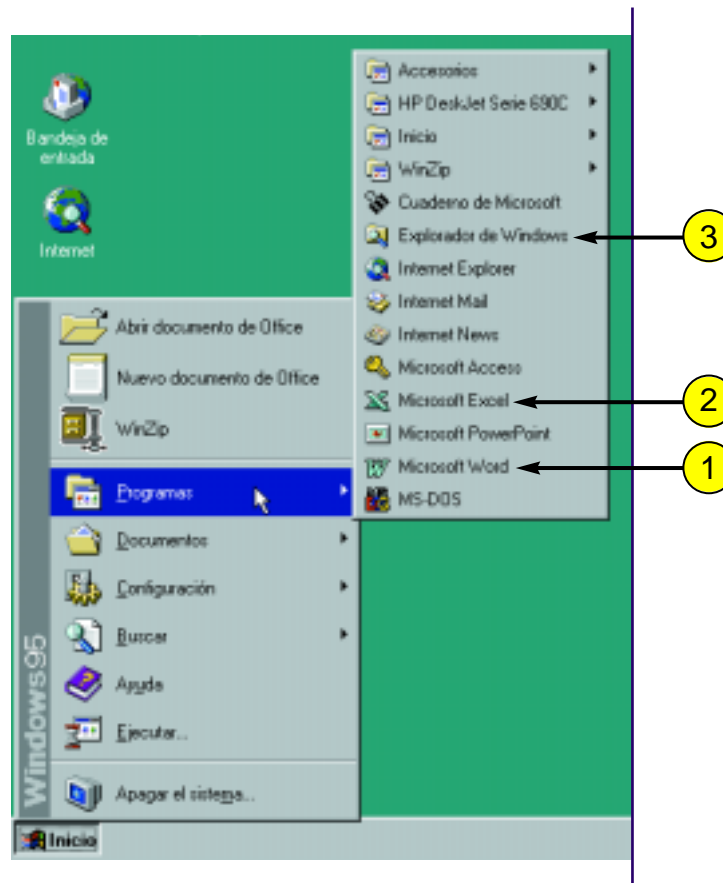 Bandeja de
entrada
Internet
Accesorios
HP DeskJet Serie 690C
Inicio
WinZip
Cuaderno de Microsoft
Explorador de Windows
3
Internet Explorer
Internet Mail
Internet News
Microsoft Access
Microsoft Excel
2
Microsoft PowerPoint
Microsoft Word
1
MS-DOS
Abrir documento de Office
Nuevo documento de Office
WinZip
Programas
Documentos
Configuración
Buscar
Ayuda
Ejecutar...
Apagar el sistema...
Windows95
Inicio